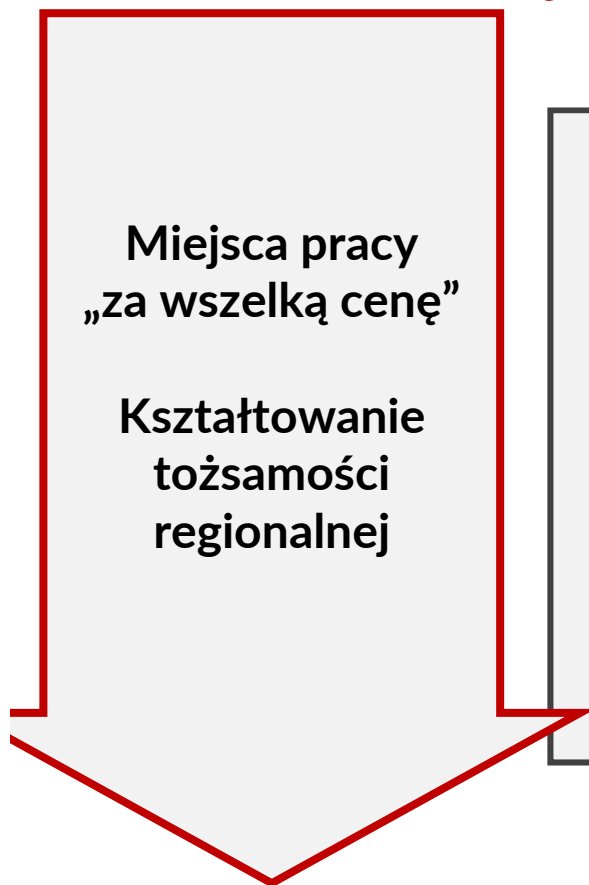 Miejsca pracy
„za wszelką cenę”
Kształtowanie
tożsamości
regionalnej